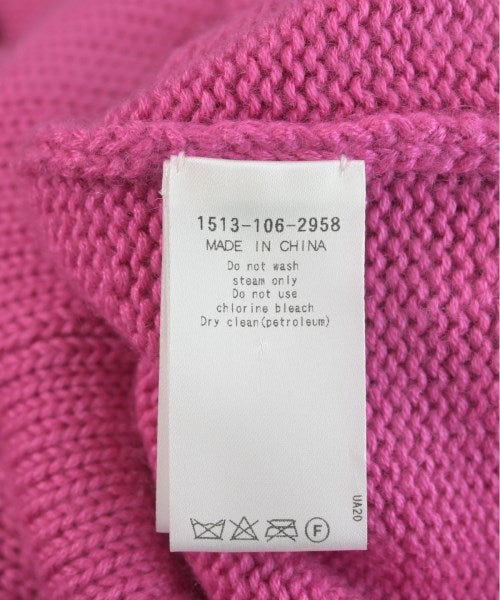 1513-106-2958
MADE IN CHINA
Do not wash
steam only
Do not use
chlorine bleach
Dry clean(petroleum)
UA20
F